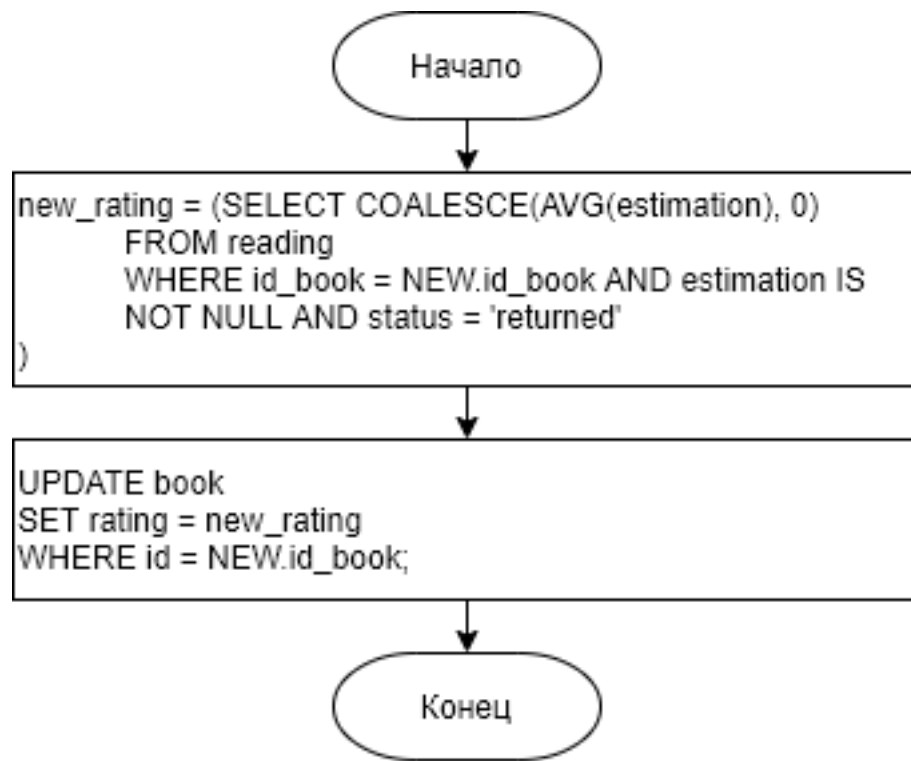 Начало
new_rating = (SELECT COALESCE(AVG(estimation), 0)
FROM reading
WHERE id_book = NEW.id_book AND estimation IS
NOT NULL AND status = 'returned'
)
UPDATE book
SET rating = new_rating
WHERE id = NEW.id_book;
Конец